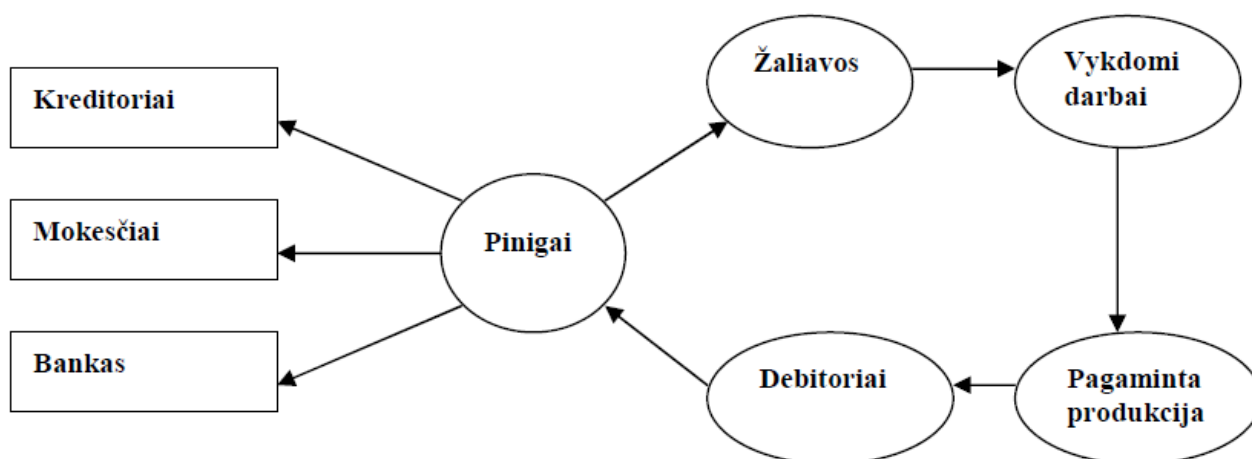 Kreditoriai
Mokesčiai
Bankas
Pinigai
Žaliavos
Vykdomi
darbai
Debitoriai
Pagaminta
produkcija